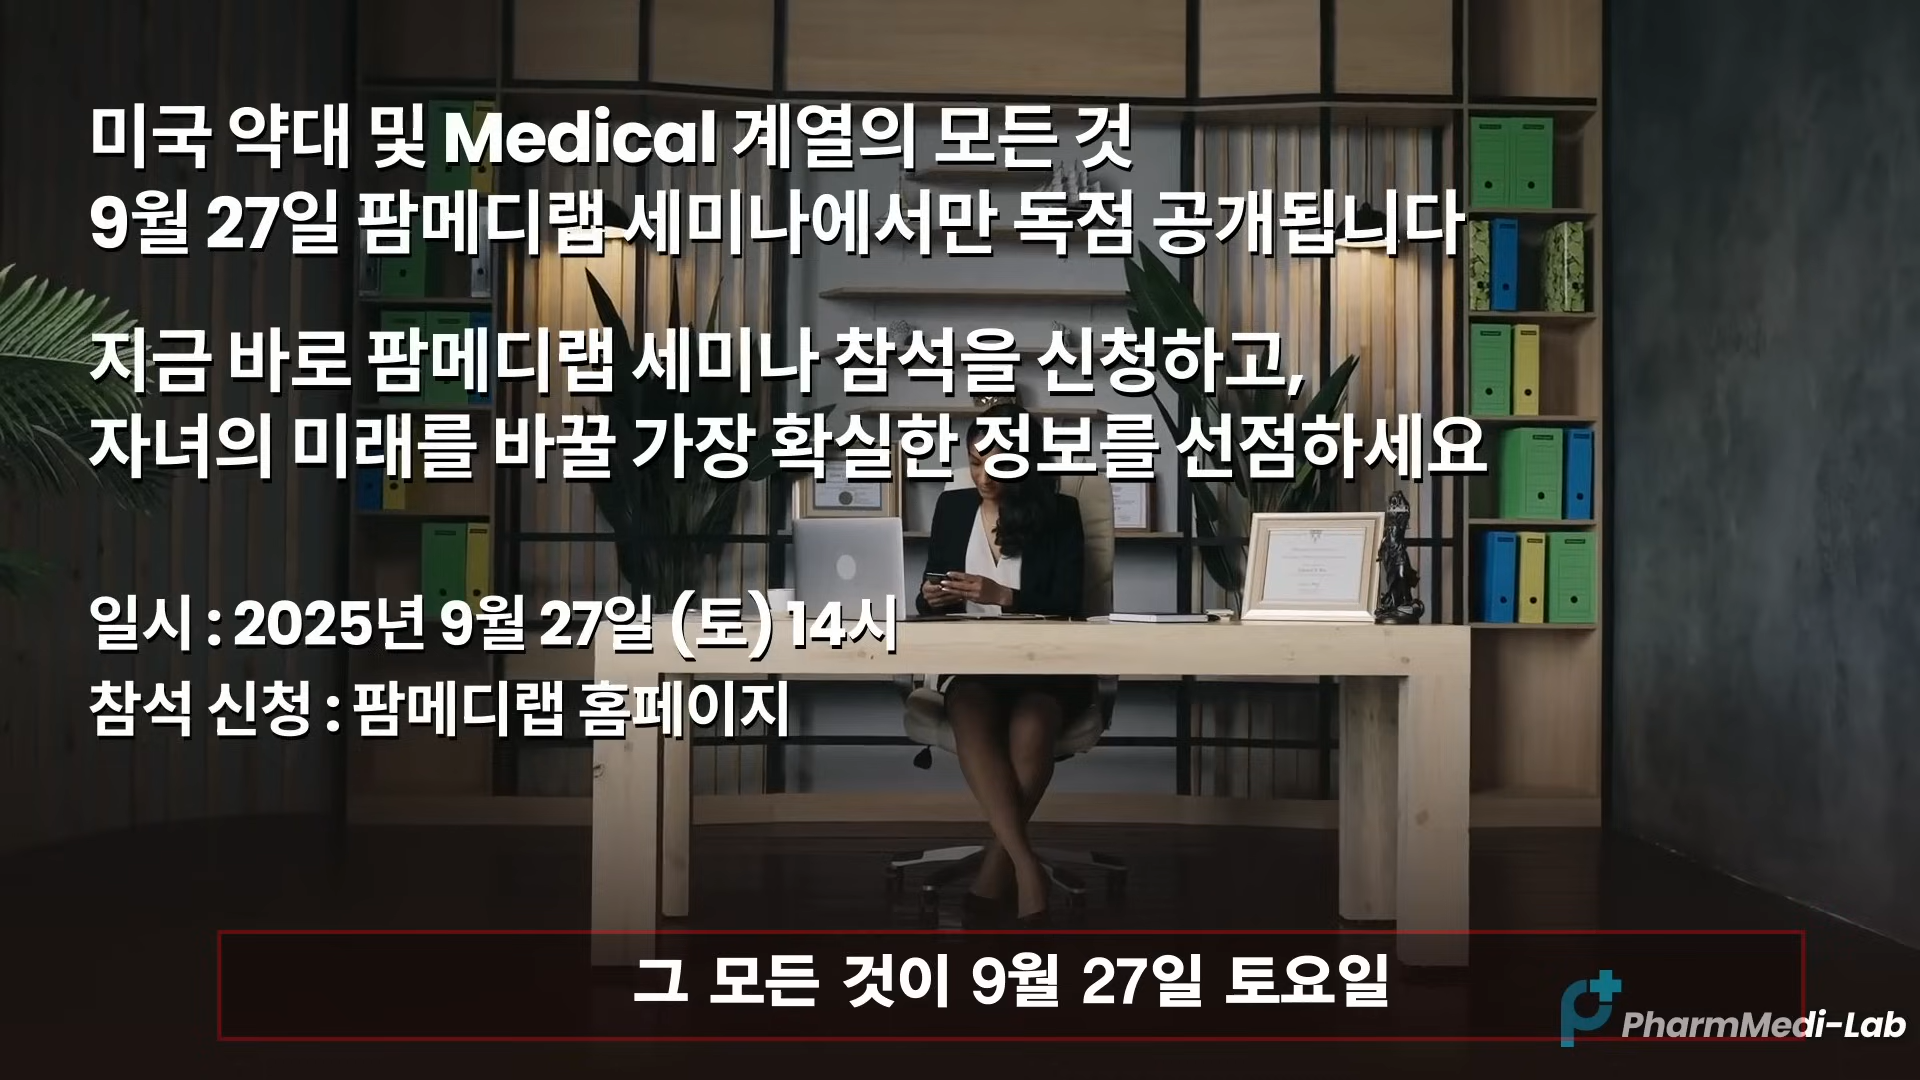 미국 약대 및 Medical 계열의 모든 것
9월 27일 팜메디랩 세미나에서만 독점 공개됩니다
지금 바로 팜메디랩 세미나 참석을 신청하고,
자녀의 미래를 바꿀 가장 확실한 정보를 선점하세요
일시 : 2025년 9월 27일 (토) 14시
참석 신청 : 팜메디랩 홈페이지
그 모든 것이 9월 27일 토요일
PharmMedi-Lab